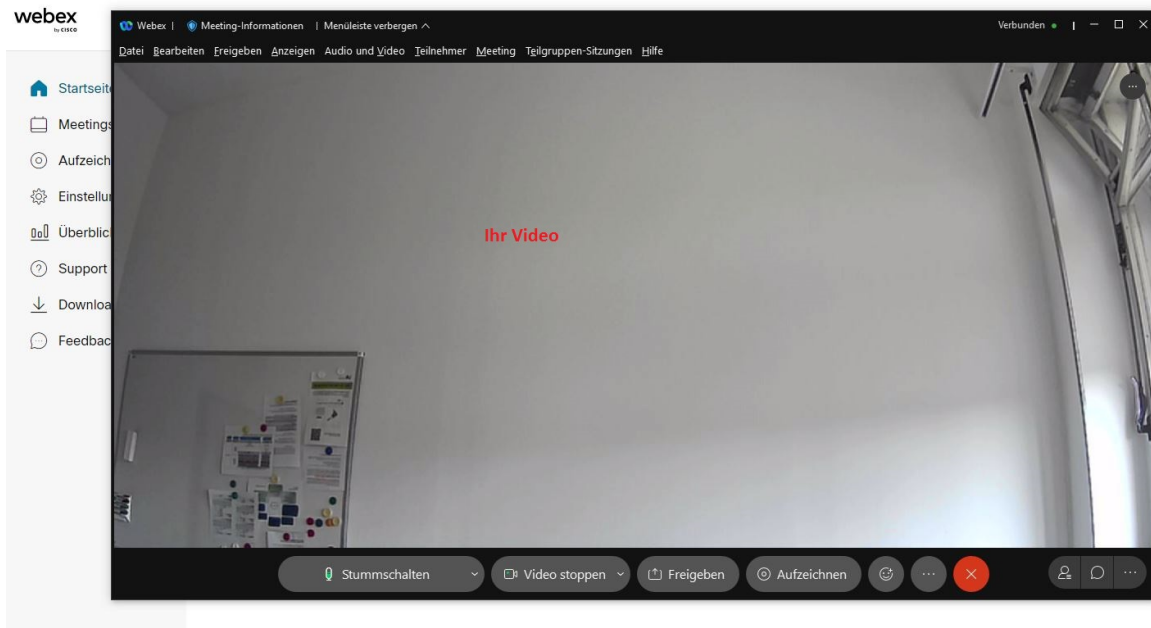 webex
by CISCO
Webex | Meeting-Informationen | Menüleiste verbergen
Verbunden
Datei Bearbeiten Freigeben Anzeigen Audio und Video Teilnehmer Meeting Teilgruppen-Sitzungen Hilfe
Startseit
Meetings
Aufzeich
Einstellu
Überblic
Support
Downloa
Feedbac
Ihr Video
Stummschalten
Video stoppen
Freigeben
Aufzeichnen